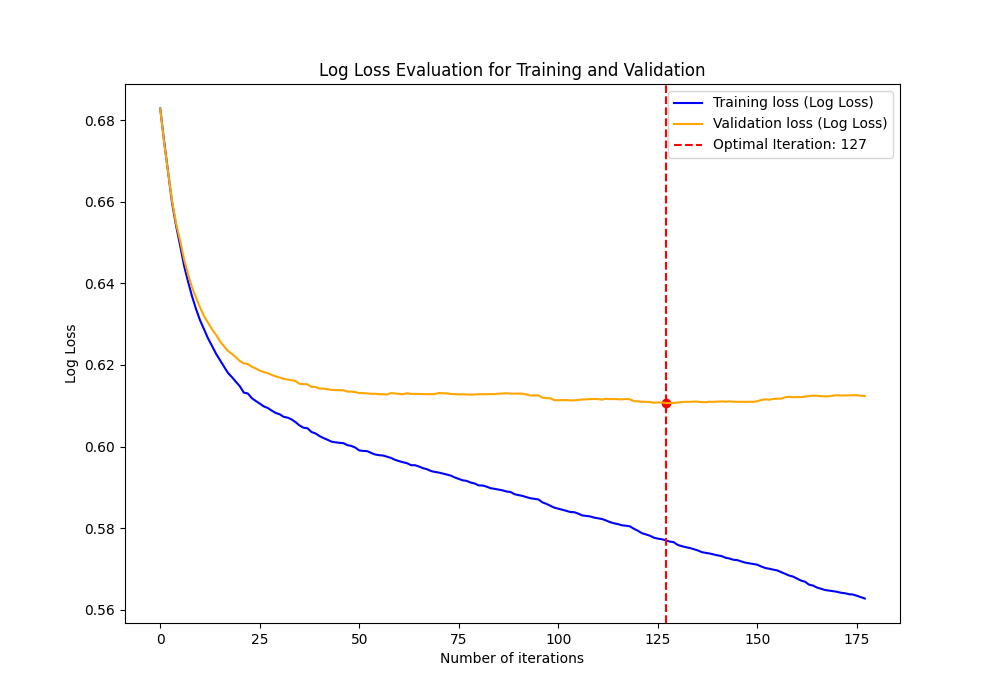 Log Loss Evaluation for Training and Validation
Training loss (Log Loss)
Validation loss (Log Loss)
Optimal Iteration: 127
Log Loss
0.68
0.66
0.64
0.62
0.60
0.58
0.56
0 25 50 75 100 125 150 175
Number of iterations